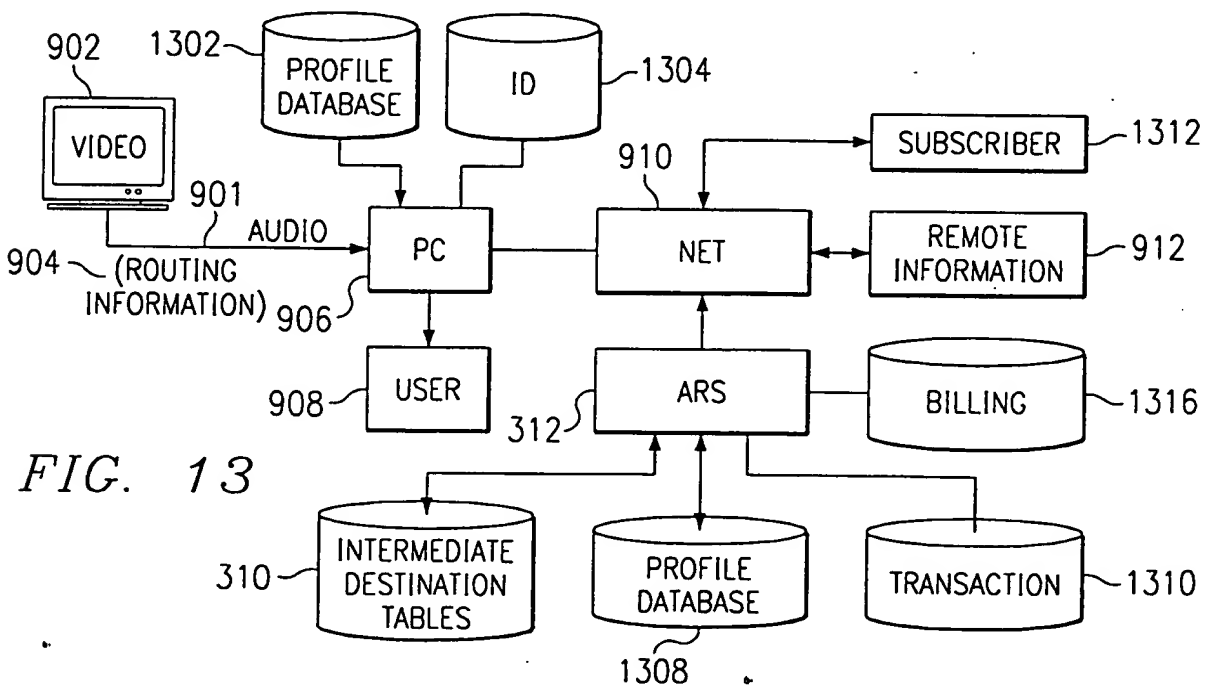 902
1302
PROFILE
DATABASE
ID
1304
VIDEO
SUBSCRIBER
1312
910
901
AUDIO
PC
NET
REMOTE
INFORMATION
912
904
(ROUTING
INFORMATION)
906
USER
908
ARS
312
BILLING
1316
FIG. 13
INTERMEDIATE
DESTINATION
TABLES
310
PROFILE
DATABASE
1308
TRANSACTION
1310